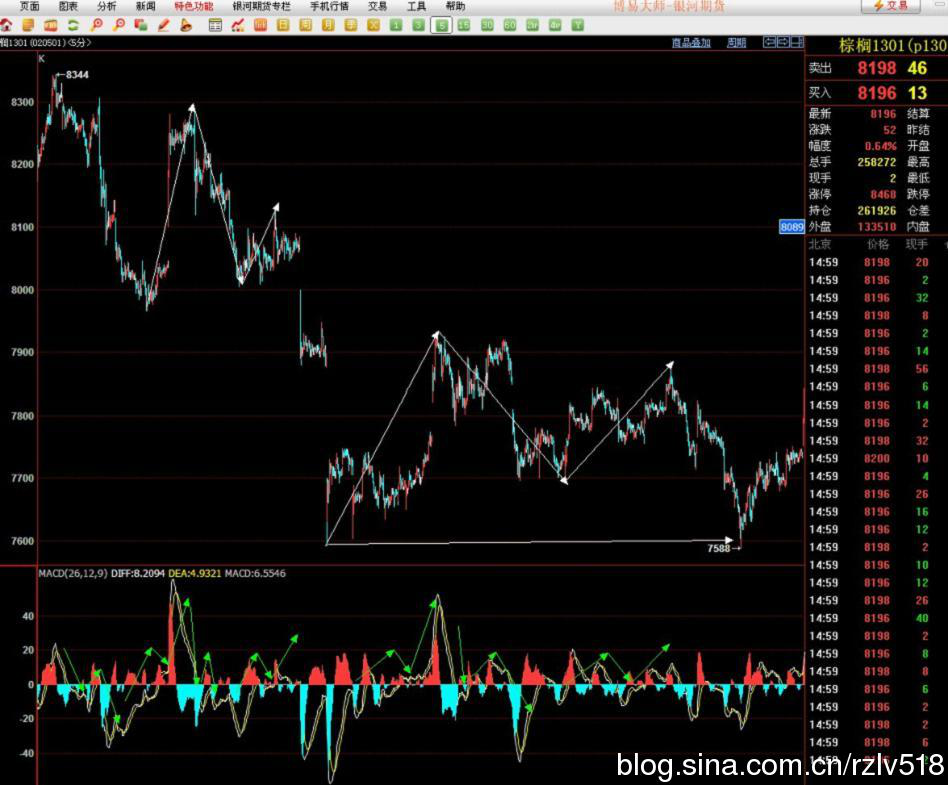 页面 图表 分析 新闻 特色功能 银河期货专栏 手机行情 交易 工具 帮助 博易大师-银河期货 交易
1 3 5 15 30 60 Y
榈1301(020501)<5分> 商品叠加 周期 棕榈1301(p130
K
8344
8300
8200
8100
8000
7900
7800
7700
7600
7588
8089
卖出 8198 46
买入 8196 13
最新 8196 结算
涨跌 52 昨结
幅度 0.64% 开盘
总手 258272 最高
现手 2 最低
涨停 8468 跌停
持仓 261926 仓差
外盘 133510 内盘
北京 价格 现手
14:59 8198 20
14:59 8196 2
14:59 8196 32
14:59 8198 8
14:59 8196 2
14:59 8196 14
14:59 8198 56
14:59 8196 6
14:59 8196 14
14:59 8196 2
14:59 8198 32
14:59 8200 10
14:59 8196 4
14:59 8196 26
14:59 8196 16
14:59 8196 12
14:59 8198 2
14:59 8196 10
14:59 8196 12
14:59 8198 26
14:59 8196 40
14:59 8198 2
14:59 8196 8
14:59 8198 8
14:59 8196 6
14:59 8196 2
14:59 8198 2
14:59 8198 6
14:59
MACD(26,12,9) DIFF:8.2094 DEA:4.9321 MACD:6.5546
40
20
0
-20
-40
blog.sina.com.cn/rzlv518